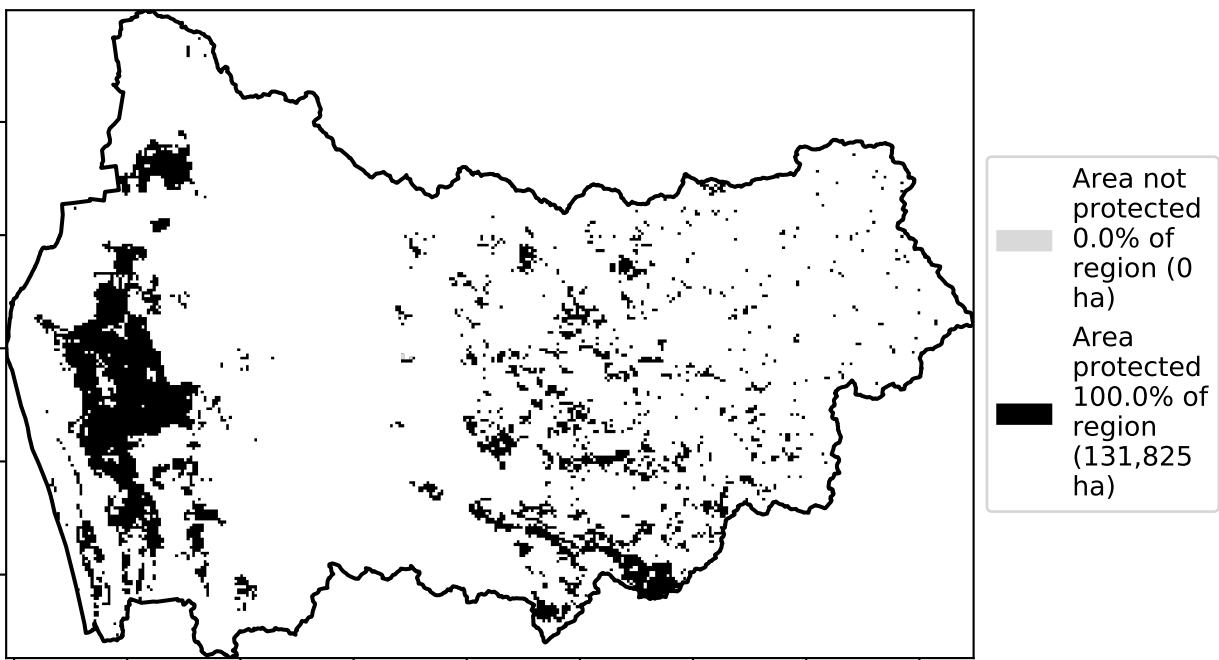 Area not
protected
0.0% of
region (0
ha)
Area
protected
100.0% of
region
(131,825
ha)